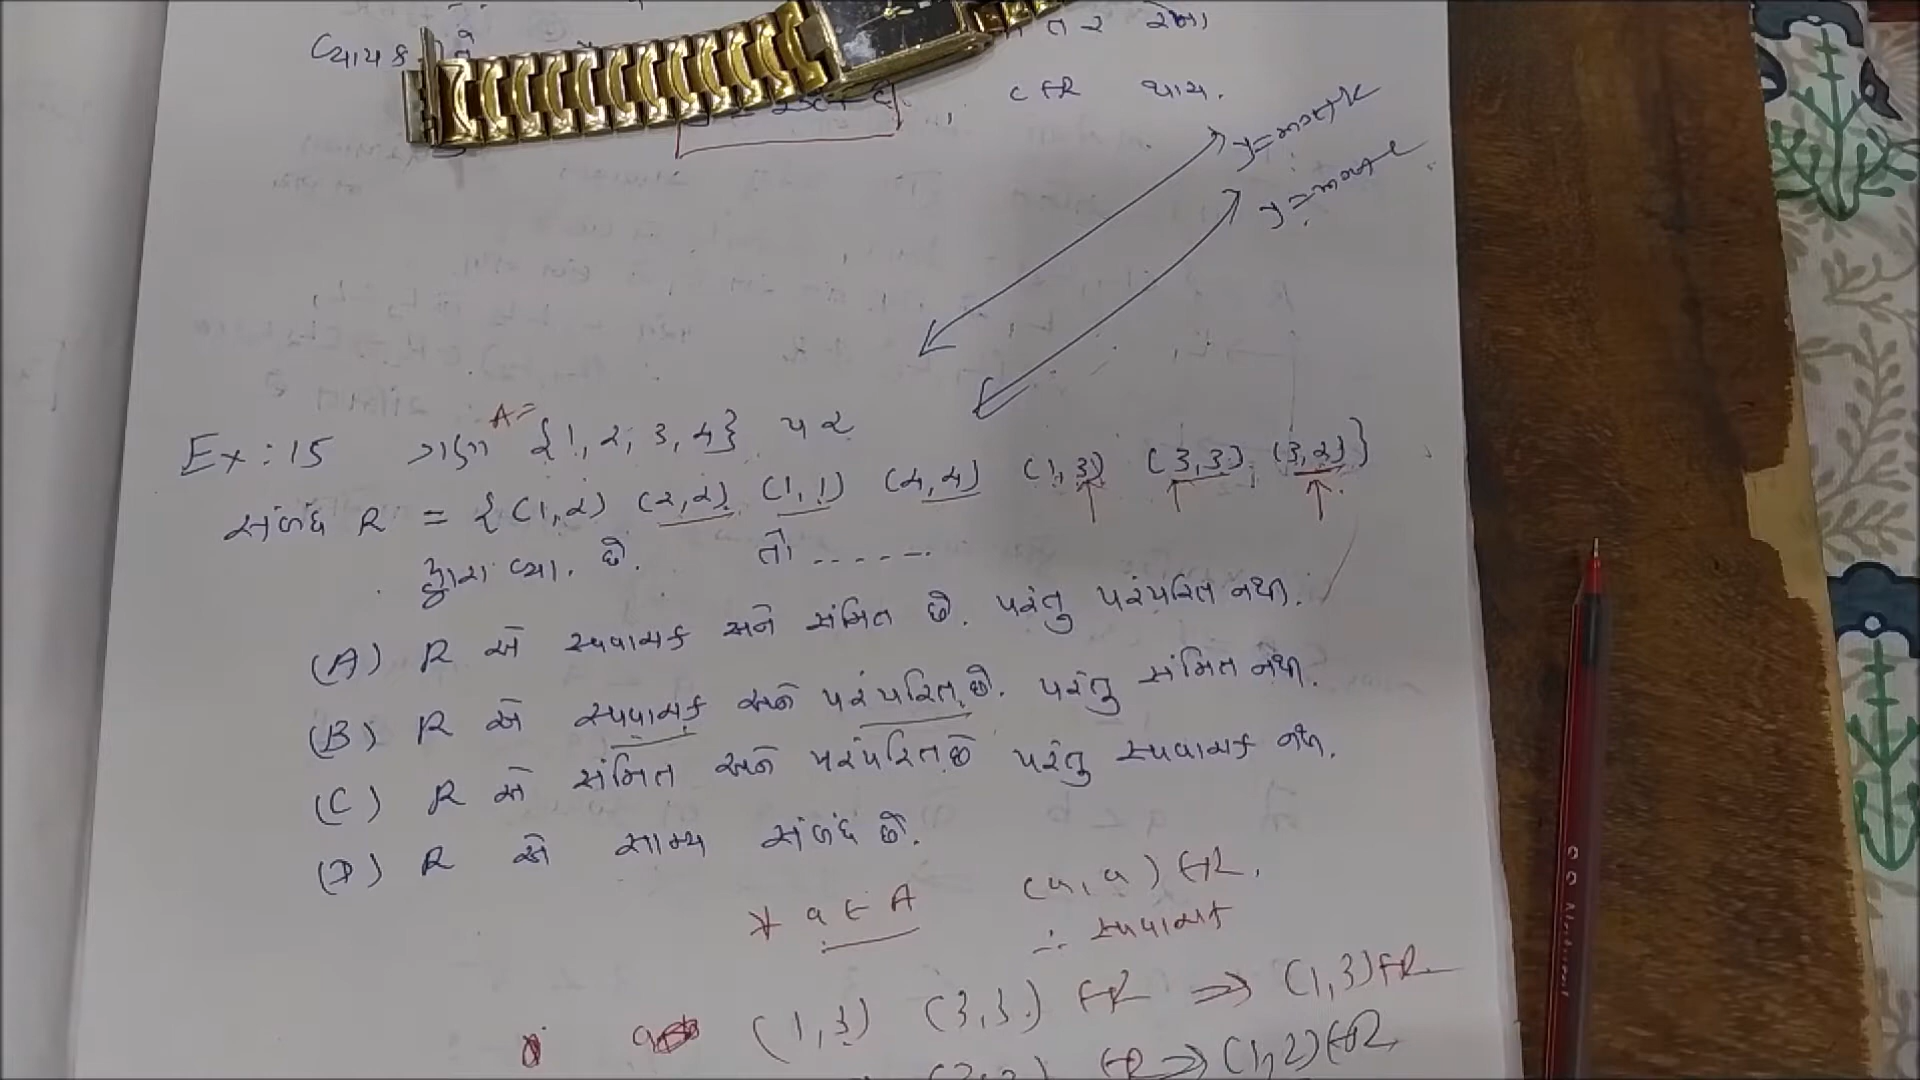 વ્યાયક
ત ર રેખા
, C ∈ R થાય.
y = mx + k
y = mx + c
A =
Ex : 15 ગણ {1, 2, 3, 4} પર
સંબંધ R = {(1,2) (2,2) (1,1) (4,4) (1,3) (3,3), (3,2)}
દ્વારા વ્યા. છે. તો ......
(A) R એ સ્વવાચક અને સંમિત છે. પરંતુ પરંપરિત નથી.
(B) R એ સ્વવાચક અને પરંપરિત છે. પરંતુ સંમિત નથી.
(C) R એ સંમિત અને પરંપરિત છે પરંતુ સ્વવાચક નથી.
(D) R એ સામ્ય સંબંધ છે.
∀ a ∈ A (a, a) ∈ R.
∴ સ્વવાચક
(1,3) (3,3) ∈ R ⇒ (1,3) ∈ R
∈ R ⇒ (1,2) ∈ R